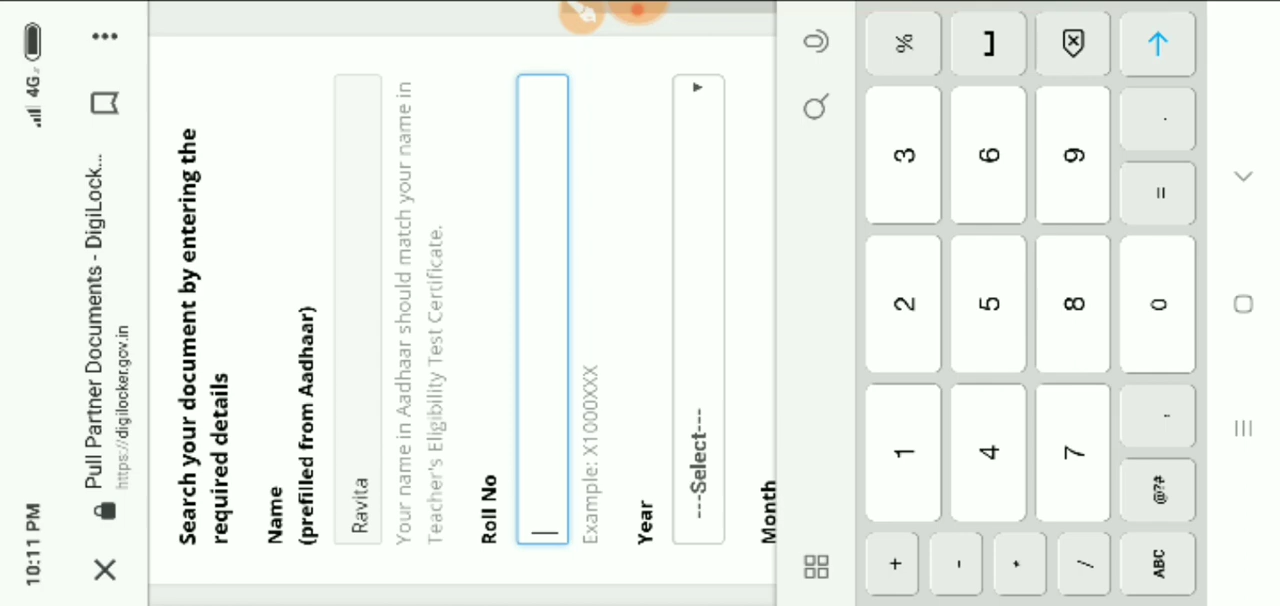 10:11 PM
4G
Pull Partner Documents - DigiLock...
https://digilocker.gov.in
Search your document by entering the
required details
Name
(prefilled from Aadhaar)
Ravita
Your name in Aadhaar should match your name in
Teacher's Eligibility Test Certificate.
Roll No
Example: X1000XXX
Year
---Select---
Month
+ 1 2 3 %
- 4 5 6
* 7 8 9
/ , 0 = .
ABC @?#